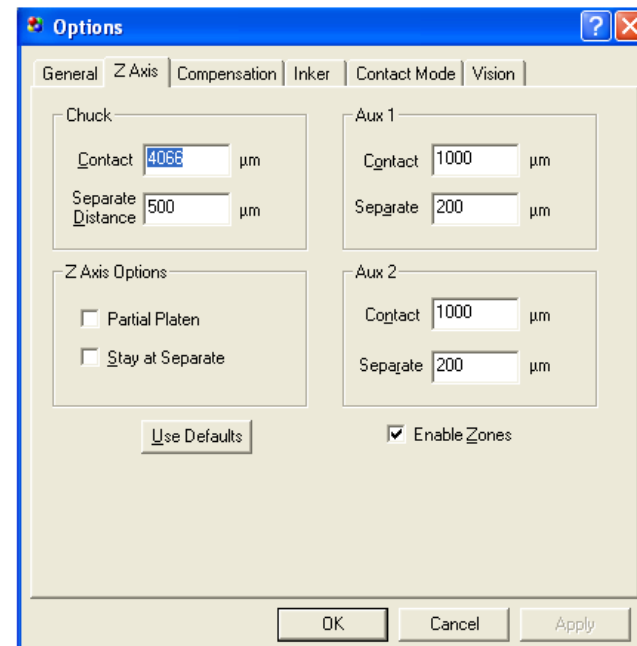 Options
General Z Axis Compensation Inker Contact Mode Vision
Chuck
Contact 4066 µm
Separate Distance 500 µm
Aux 1
Contact 1000 µm
Separate 200 µm
Z Axis Options
Partial Platen
Stay at Separate
Aux 2
Contact 1000 µm
Separate 200 µm
Use Defaults
Enable Zones
OK Cancel Apply